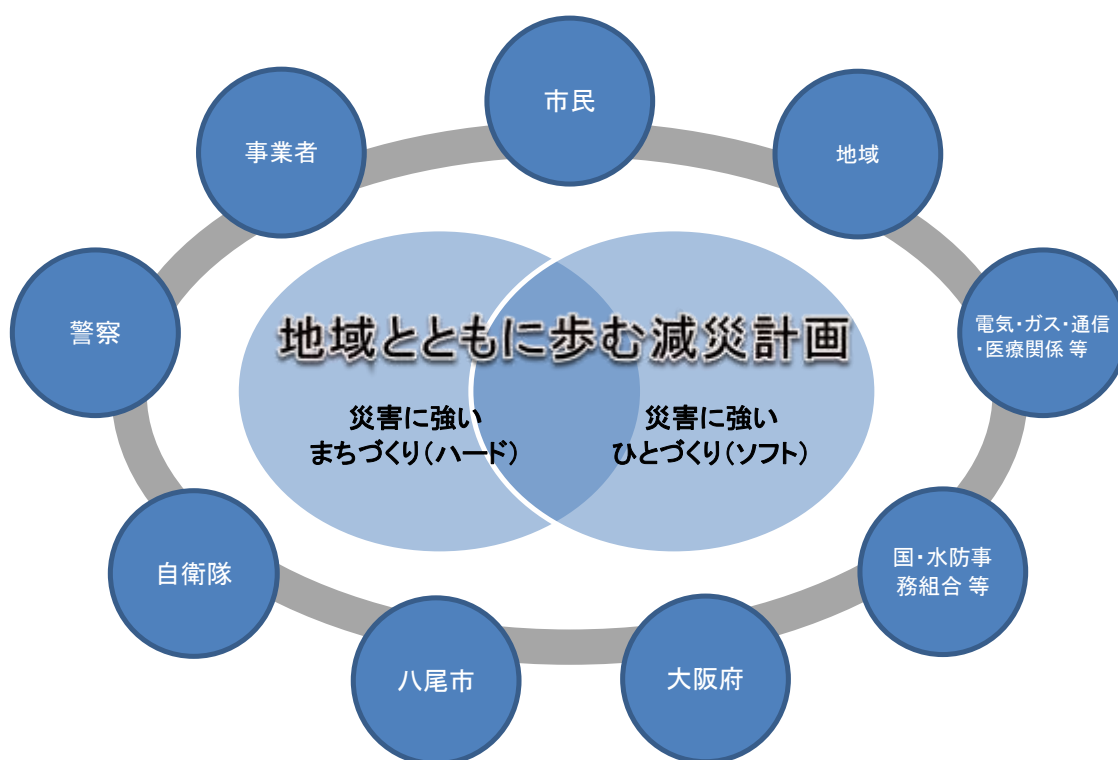 市民
事業者
地域
警察
電気・ガス・通信
・医療関係 等
地域とともに歩む減災計画
災害に強い
まちづくり（ハード）
災害に強い
ひとづくり（ソフト）
自衛隊
国・水防事
務組合 等
八尾市
大阪府